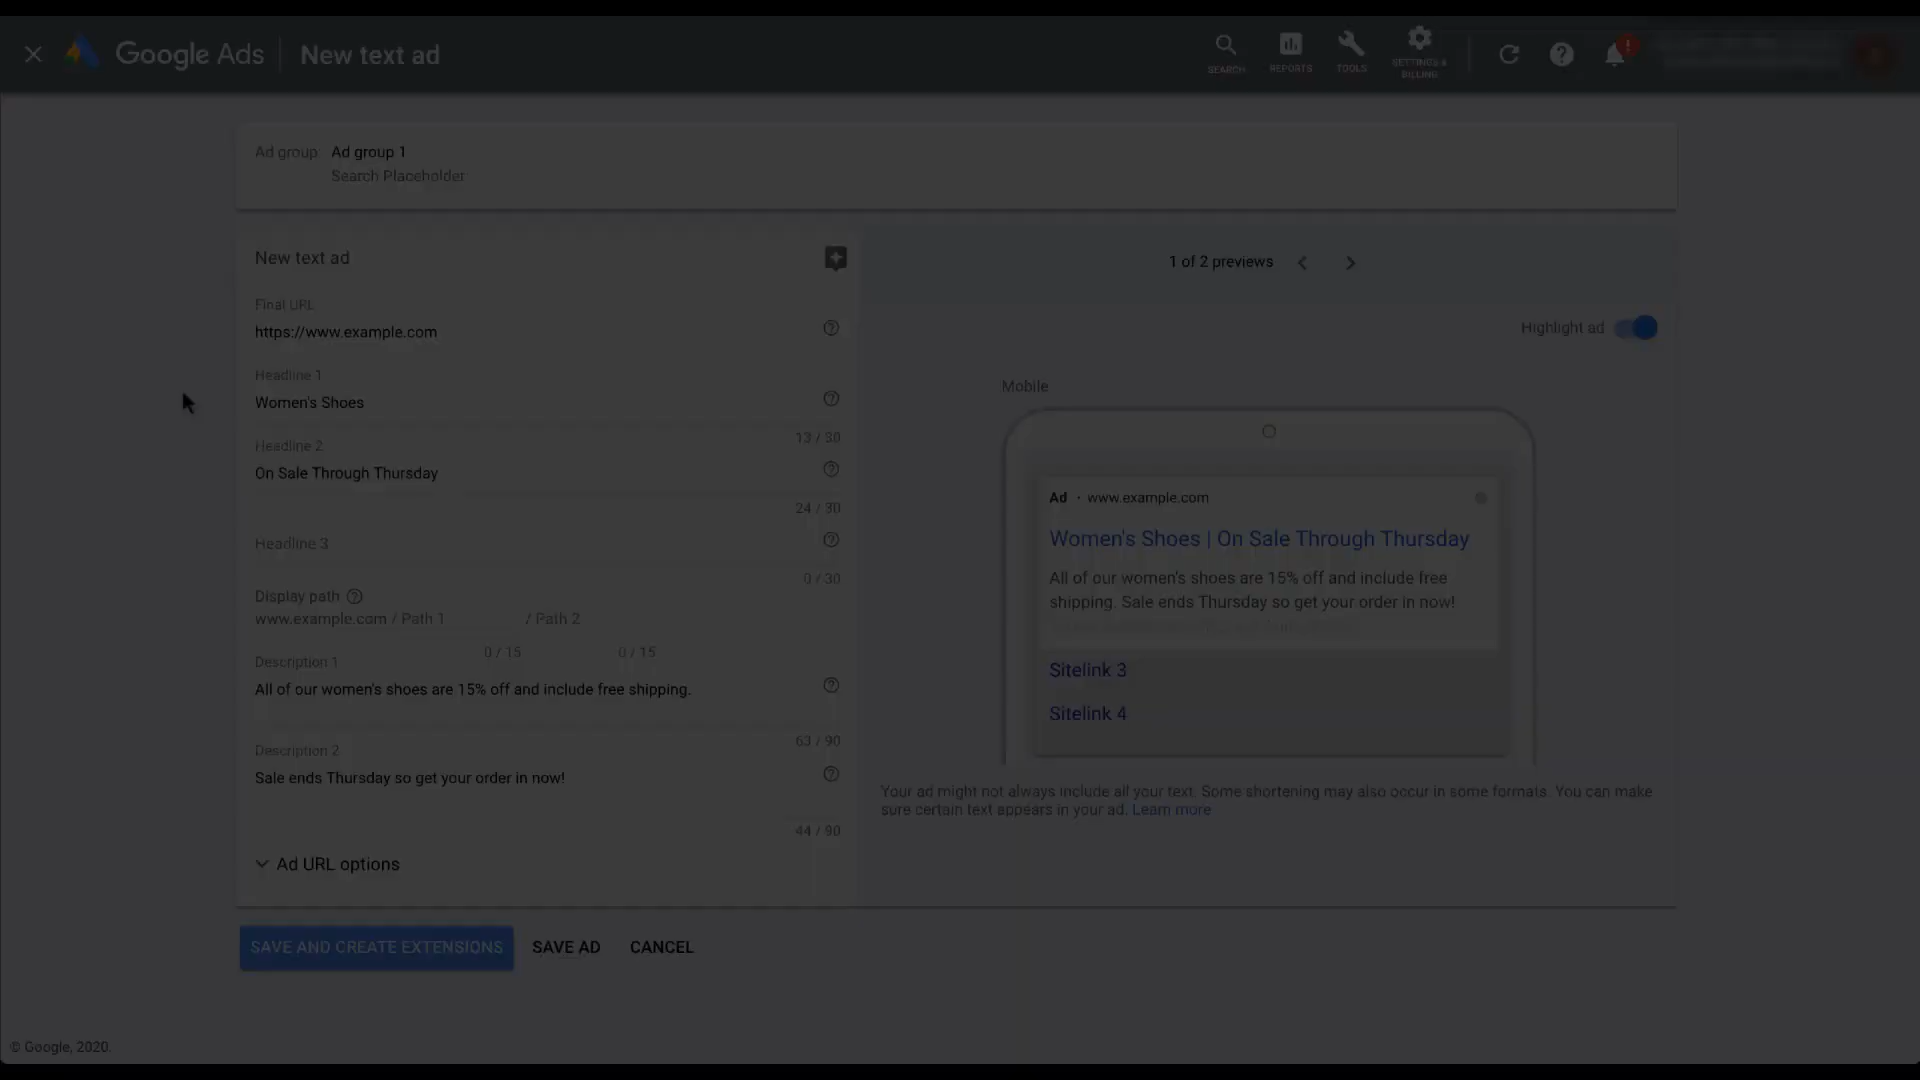 Google Ads
New text ad
SEARCH
REPORTS
TOOLS
SETTINGS &
BILLING
!
Ad group
Ad group 1
Search Placeholder
New text ad
Final URL
https://www.example.com
Headline 1
Women's Shoes
13 / 30
Headline 2
On Sale Through Thursday
24 / 30
Headline 3
0 / 30
Display path
www.example.com / Path 1 / Path 2
0 / 15 0 / 15
Description 1
All of our women's shoes are 15% off and include free shipping.
63 / 90
Description 2
Sale ends Thursday so get your order in now!
44 / 90
Ad URL options
1 of 2 previews
Highlight ad
Mobile
Ad · www.example.com
Women's Shoes | On Sale Through Thursday
All of our women's shoes are 15% off and include free
shipping. Sale ends Thursday so get your order in now!
Sitelink 3
Sitelink 4
Your ad might not always include all your text. Some shortening may also occur in some formats. You can make
sure certain text appears in your ad. Learn more
SAVE AND CREATE EXTENSIONS
SAVE AD
CANCEL
© Google, 2020.